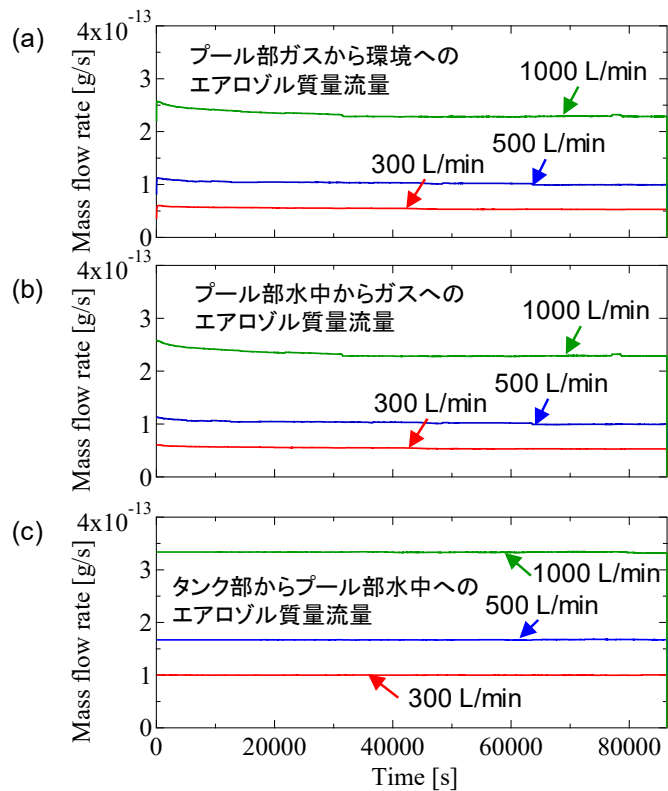 (a)
4x10-13
3
2
1
0
Mass flow rate [g/s]
プール部ガスから環境への
エアロゾル質量流量
1000 L/min
500 L/min
300 L/min
(b)
4x10-13
3
2
1
0
Mass flow rate [g/s]
プール部水中からガスへの
エアロゾル質量流量
1000 L/min
500 L/min
300 L/min
(c)
4x10-13
3
2
1
0
Mass flow rate [g/s]
タンク部からプール部水中への
エアロゾル質量流量
1000 L/min
500 L/min
300 L/min
0 20000 40000 60000 80000
Time [s]